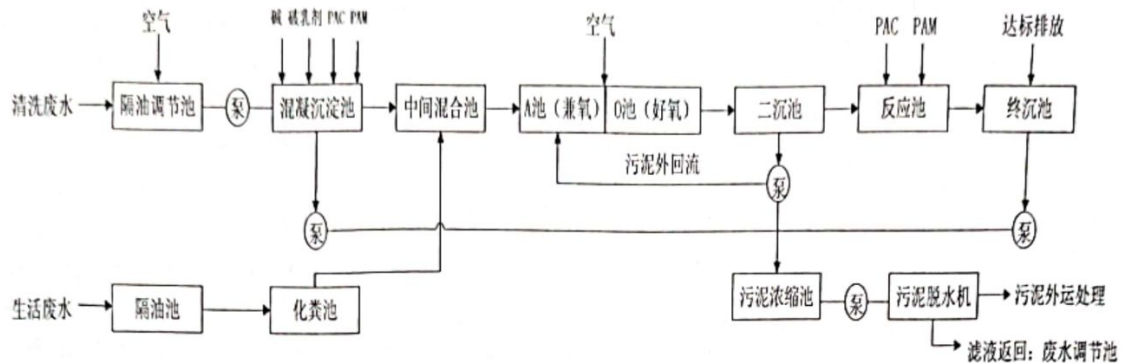 空气
碱 破乳剂 PAC PAM
空气
PAC PAM
达标排放
清洗废水
隔油调节池
泵
混凝沉淀池
中间混合池
A池（兼氧）
O池（好氧）
二沉池
反应池
终沉池
污泥外回流
泵
泵
泵
生活废水
隔油池
化粪池
污泥浓缩池
泵
污泥脱水机
污泥外运处理
滤液返回：废水调节池